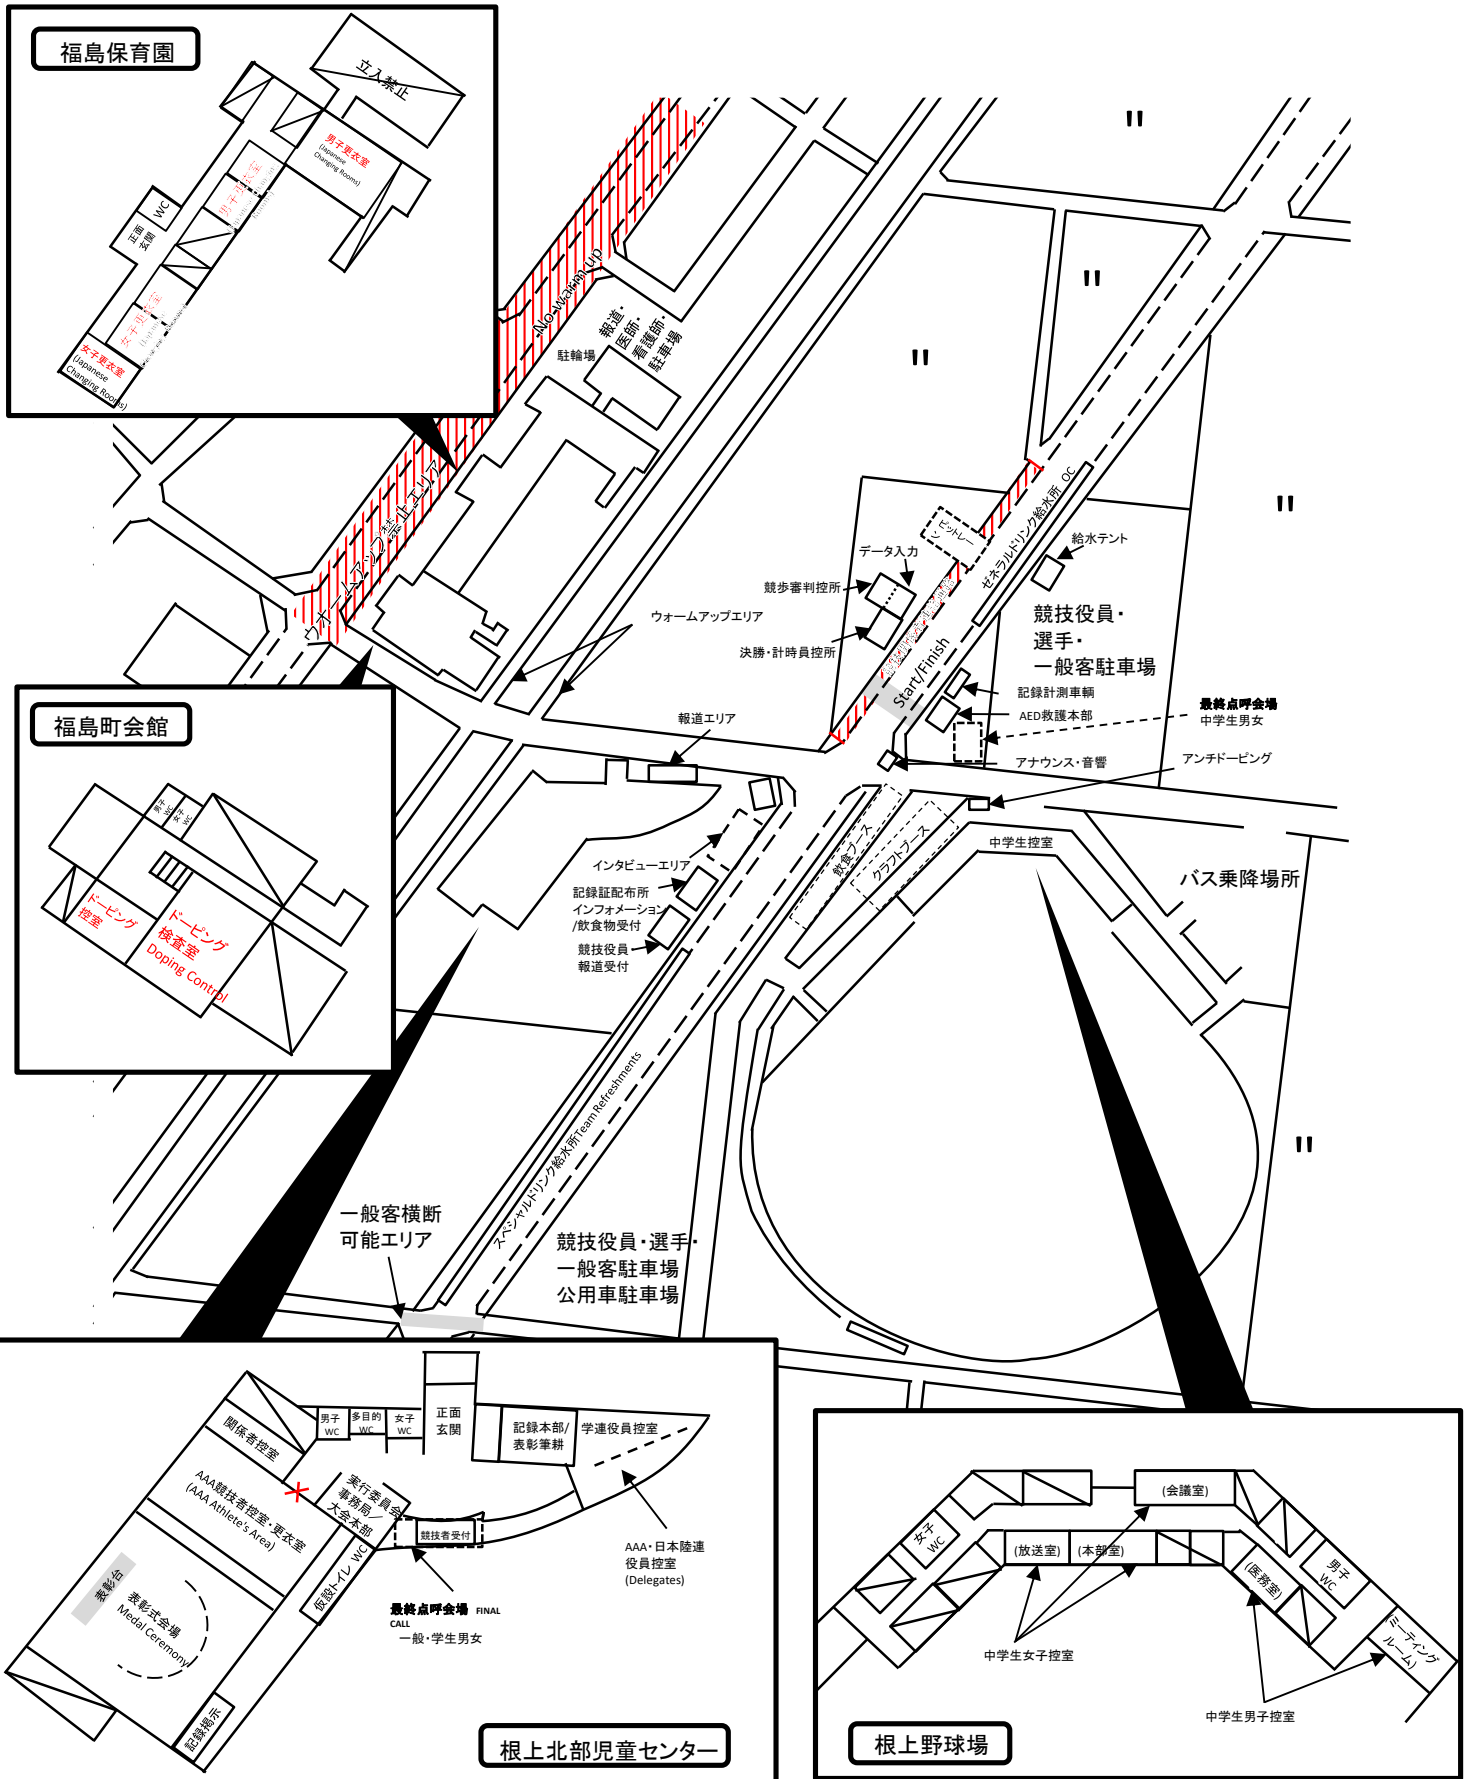 福島保育園
立入禁止
男子更衣室
(Japanese
Changing Rooms)
男子更衣室
WC
正面
玄関
女子更衣室
女子更衣室
(Japanese
Changing Rooms)
"
"
"
"
"
No warm up
ウオームアップ禁止エリア
駐輪場
報道・
医師・
看護師・
駐車場
ピットレー
ン
データ入力
競歩審判控所
決勝・計時員控所
ゼネラルドリンク給水所 OC
給水テント
競技役員・
選手・
一般客駐車場
Start/Finish
記録計測車輌
AED救護本部
最終点呼会場
中学生男女
アナウンス・音響
アンチドーピング
ウォームアップエリア
報道エリア
福島町会館
男子
WC
女子
WC
ドーピング
控室
ドーピング
検査室
Doping Control
インタビューエリア
記録証配布所
インフォメーション
/飲食物受付
競技役員・
報道受付
飲食ブース
クラフトブース
中学生控室
バス乗降場所
スペシャルドリンク給水所Team Refreshments
一般客横断
可能エリア
競技役員・選手・
一般客駐車場
公用車駐車場
関係者控室
男子
WC
多目的
WC
女子
WC
正面
玄関
記録本部/
表彰筆耕
学連役員控室
AAA競技者控室・更衣室
(AAA Athlete's Area)
実行委員会
事務局/
大会本部
競技者受付
AAA・日本陸連
役員控室
(Delegates)
仮設トイレ WC
表彰台
表彰式会場
Medal Ceremony
最終点呼会場 FINAL
CALL
一般・学生男女
記録掲示
根上北部児童センター
(会議室)
女子
WC
(放送室)
(本部室)
(医務室)
男子
WC
ミーティング
ルーム)
中学生女子控室
中学生男子控室
根上野球場